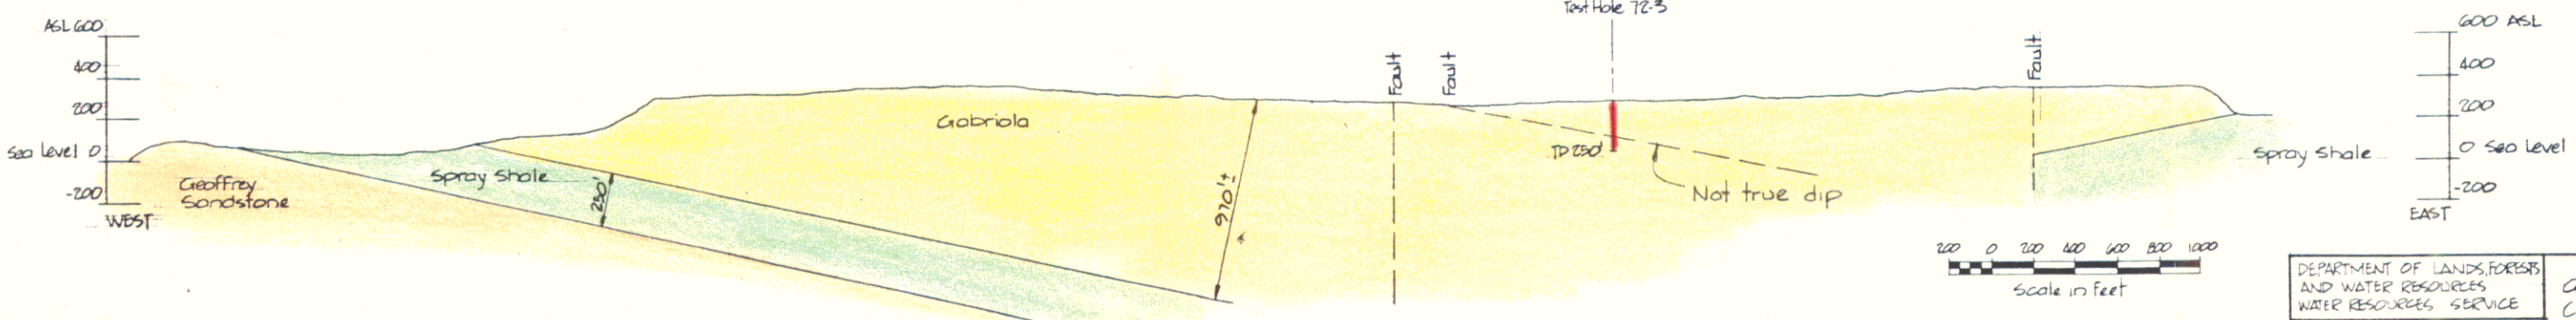 Test Hole 72-3
ASL 600
400
200
Sea Level 0
-200
WEST
Geoffrey
Sandstone
Spray Shale
250'
Gabriola
970'±
Fault
Fault
TD 250'
Not true dip
Fault
Spray Shale
600 ASL
400
200
0 Sea Level
-200
EAST
200 0 200 400 600 800 1000
Scale in Feet
DEPARTMENT OF LANDS, FORESTS
AND WATER RESOURCES
WATER RESOURCES SERVICE